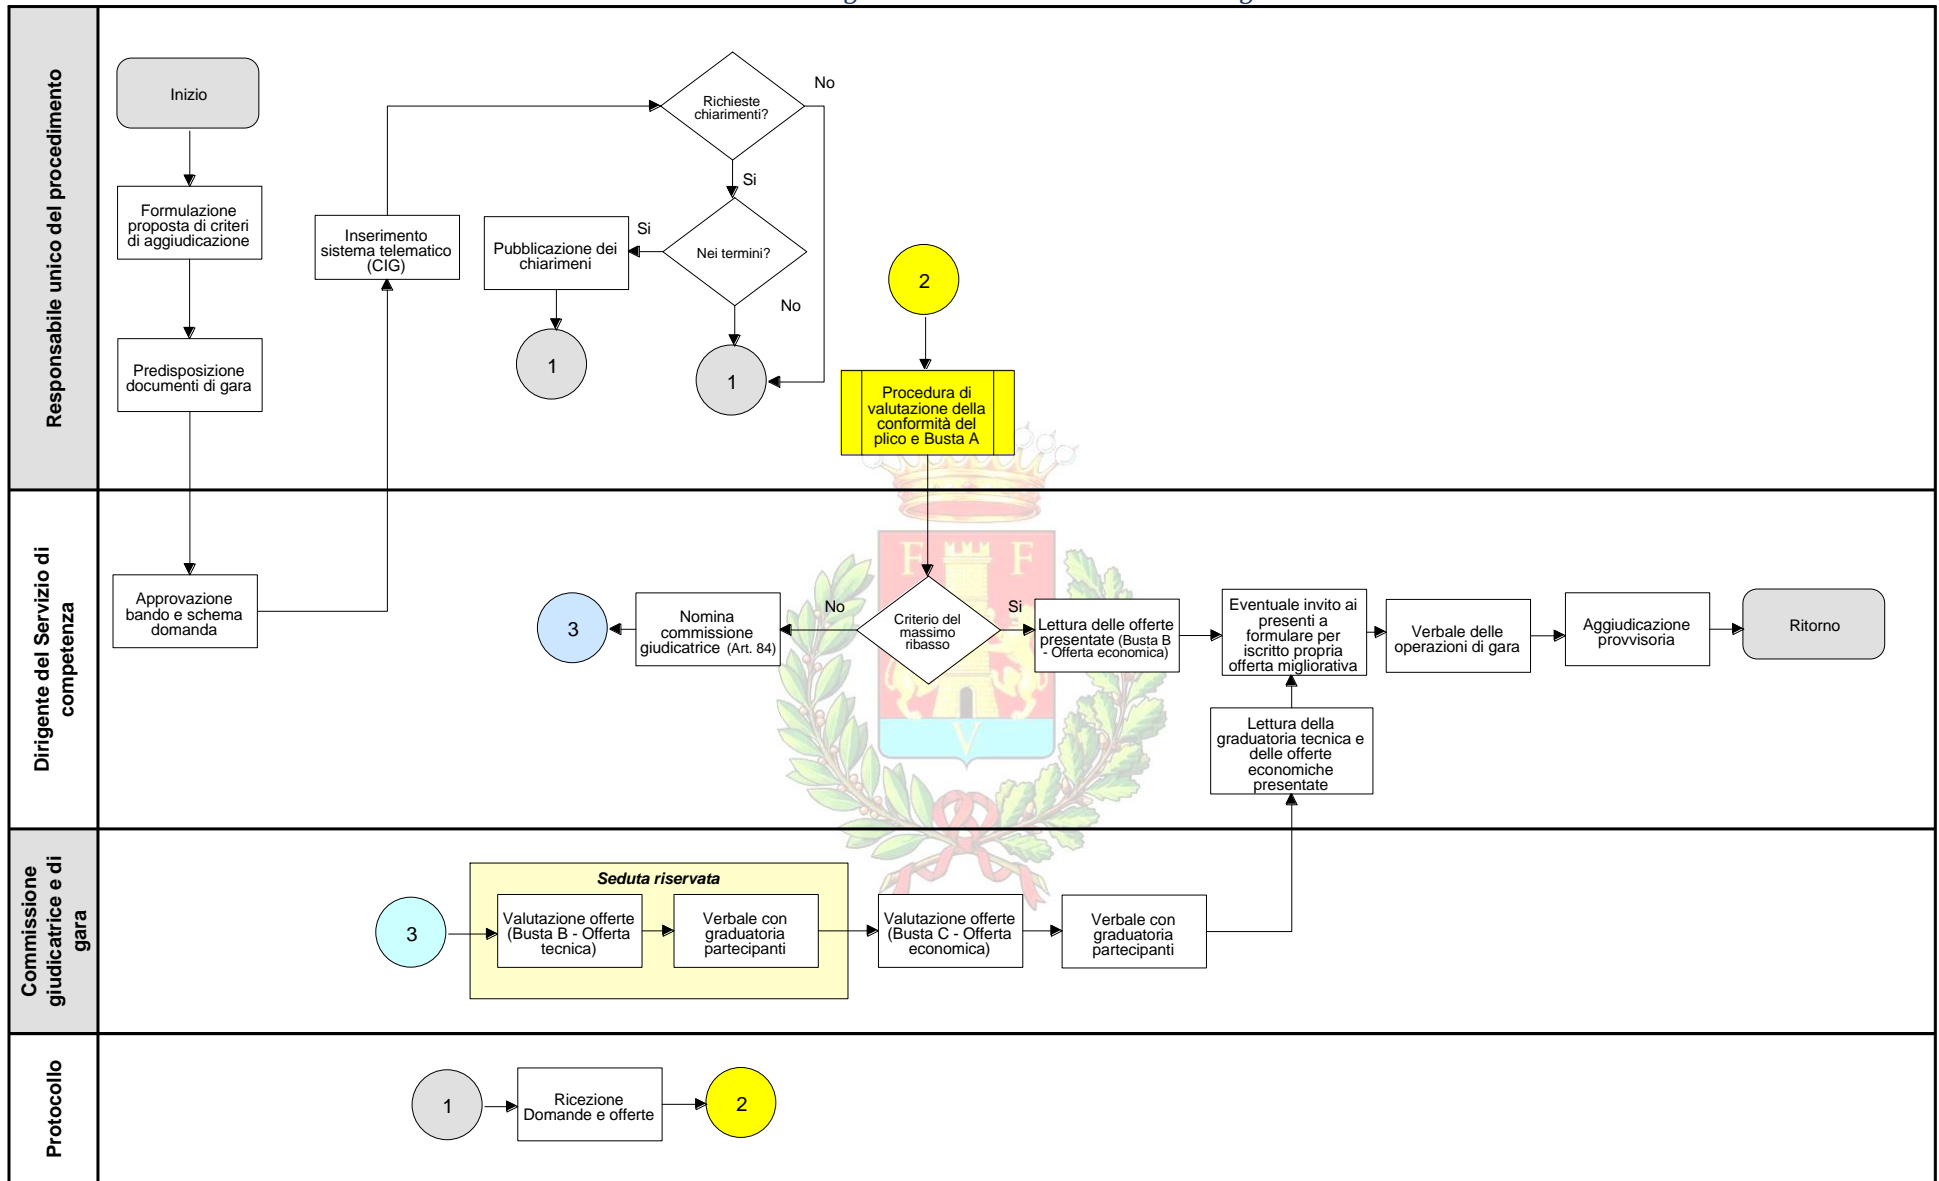 Responsabile unico del procedimento
Inizio
Formulazione
proposta di criteri
di aggiudicazione
Predisposizione
documenti di gara
Inserimento
sistema telematico
(CIG)
Richieste
chiarimenti?
No
Si
Nei termini?
Si
No
Pubblicazione dei
chiarimeni
1
1
2
Procedura di
valutazione della
conformità del
plico e Busta A
Dirigente del Servizio di
competenza
Approvazione
bando e schema
domanda
3
Nomina
commissione
giudicatrice (Art. 84)
No
Criterio del
massimo
ribasso
Si
Lettura delle offerte
presentate (Busta B
- Offerta economica)
Eventuale invito ai
presenti a
formulare per
iscritto propria
offerta migliorativa
Verbale delle
operazioni di gara
Aggiudicazione
provvisoria
Ritorno
Lettura della
graduatoria tecnica e
delle offerte
economiche
presentate
F F
V
Commissione
giudicatrice e di
gara
3
Seduta riservata
Valutazione offerte
(Busta B - Offerta
tecnica)
Verbale con
graduatoria
partecipanti
Valutazione offerte
(Busta C - Offerta
economica)
Verbale con
graduatoria
partecipanti
Protocollo
1
Ricezione
Domande e offerte
2